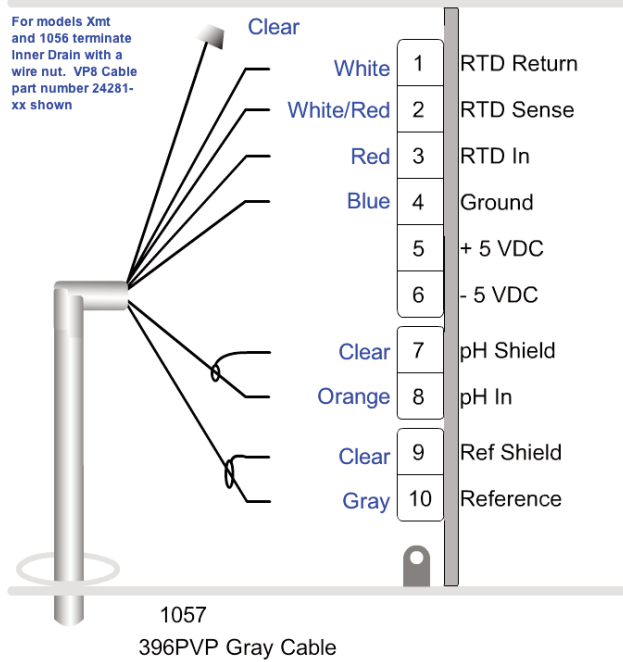 For models Xmt
and 1056 terminate
Inner Drain with a
wire nut. VP8 Cable
part number 24281-
xx shown
Clear
White 1 RTD Return
White/Red 2 RTD Sense
Red 3 RTD In
Blue 4 Ground
5 + 5 VDC
6 - 5 VDC
Clear 7 pH Shield
Orange 8 pH In
Clear 9 Ref Shield
Gray 10 Reference
1057
396PVP Gray Cable